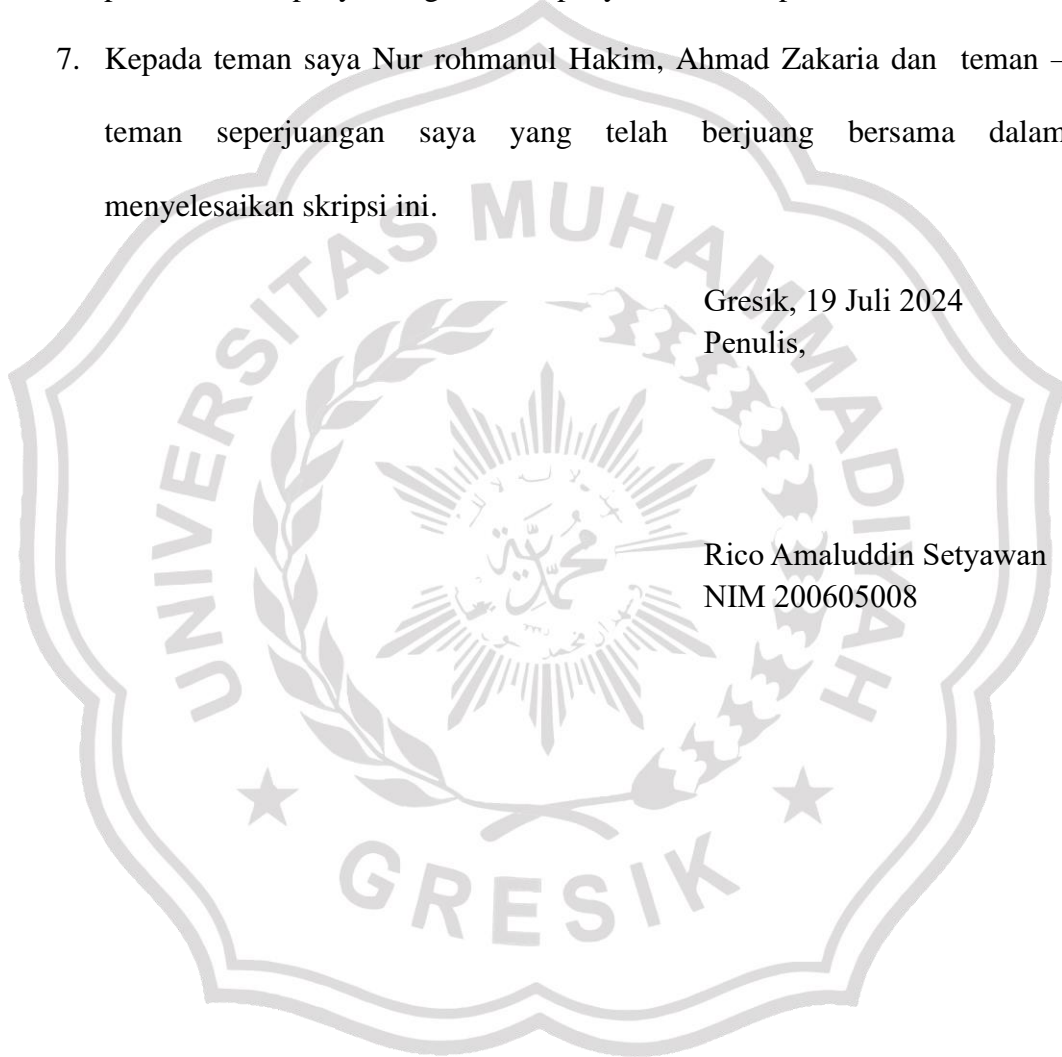 7. Kepada teman saya Nur rohmanul Hakim, Ahmad Zakaria dan teman –
teman seperjuangan saya yang telah berjuang bersama dalam
menyelesaikan skripsi ini.
Gresik, 19 Juli 2024
Penulis,
Rico Amaluddin Setyawan
NIM 200605008
UNIVERSITAS MUHAMMADIYAH
GRESIK